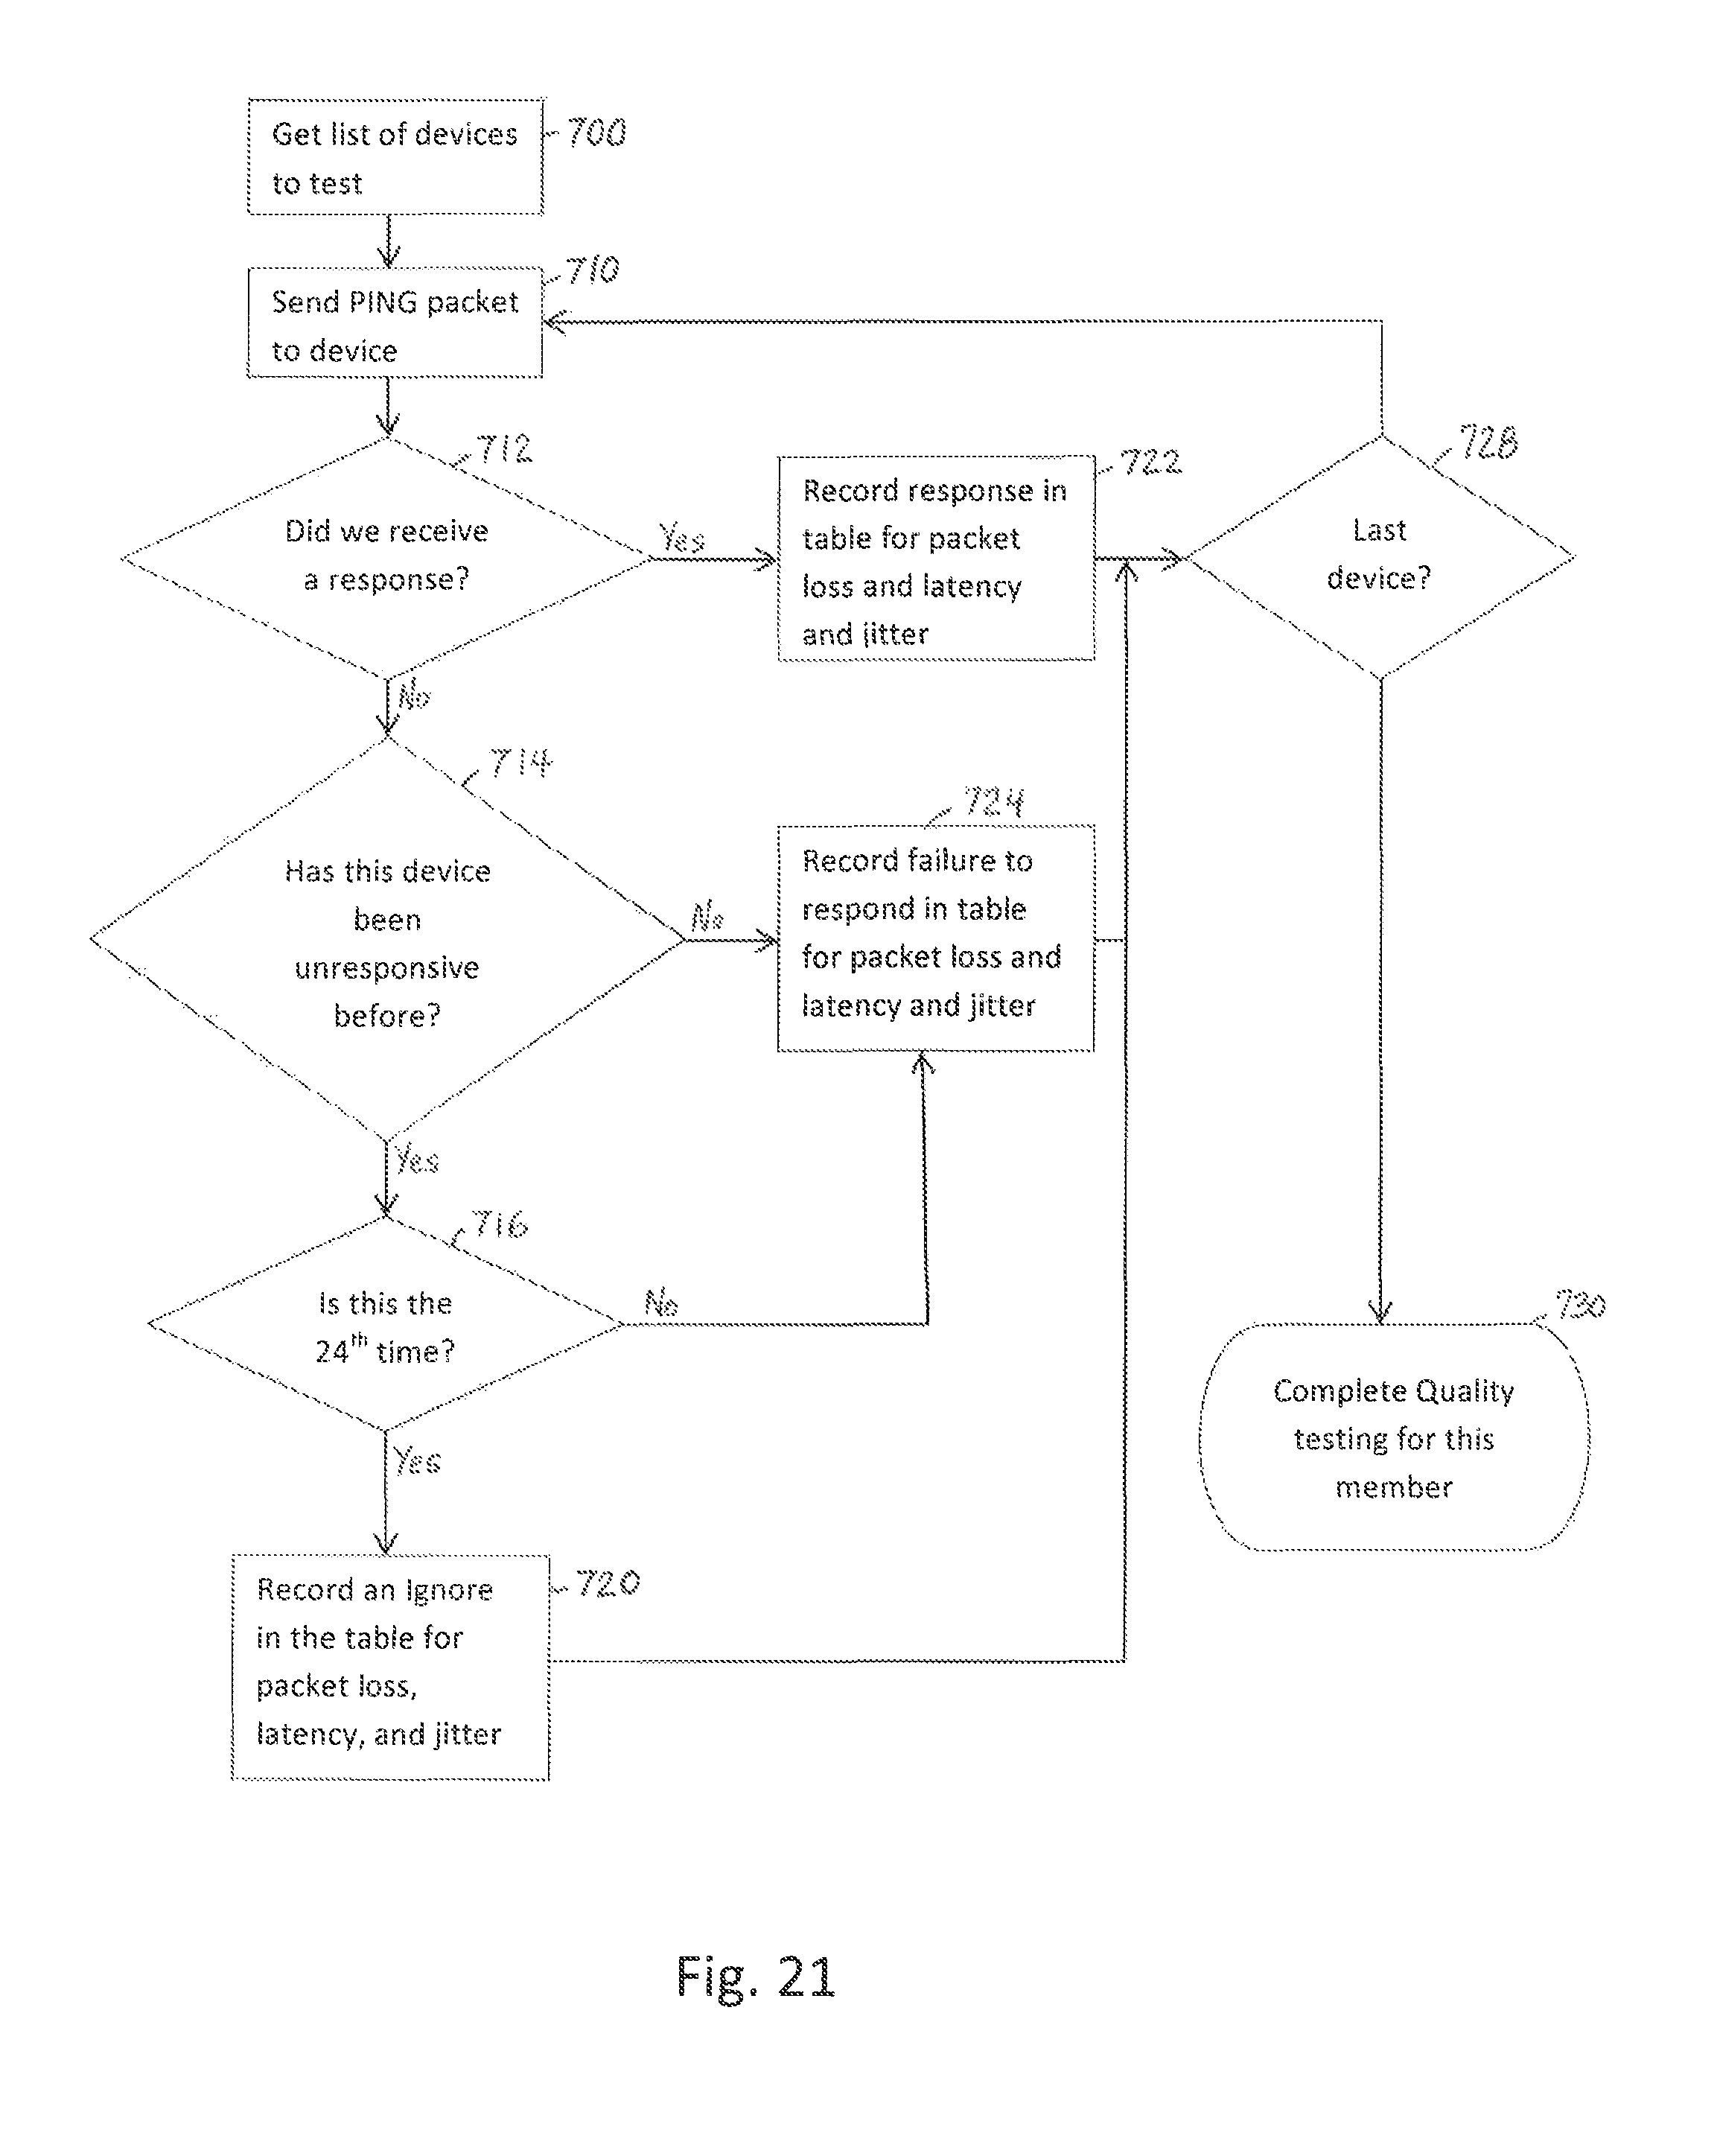 Get list of devices
to test
700
Send PING packet
to device
710
Did we receive
a response?
712
Yes
No
Record response in
table for packet
loss and latency
and jitter
722
Last
device?
728
Has this device
been
unresponsive
before?
714
No
Yes
Record failure to
respond in table
for packet loss and
latency and jitter
724
Is this the
24th time?
716
No
Yes
Record an Ignore
in the table for
packet loss,
latency, and jitter
720
Complete Quality
testing for this
member
730
Fig. 21